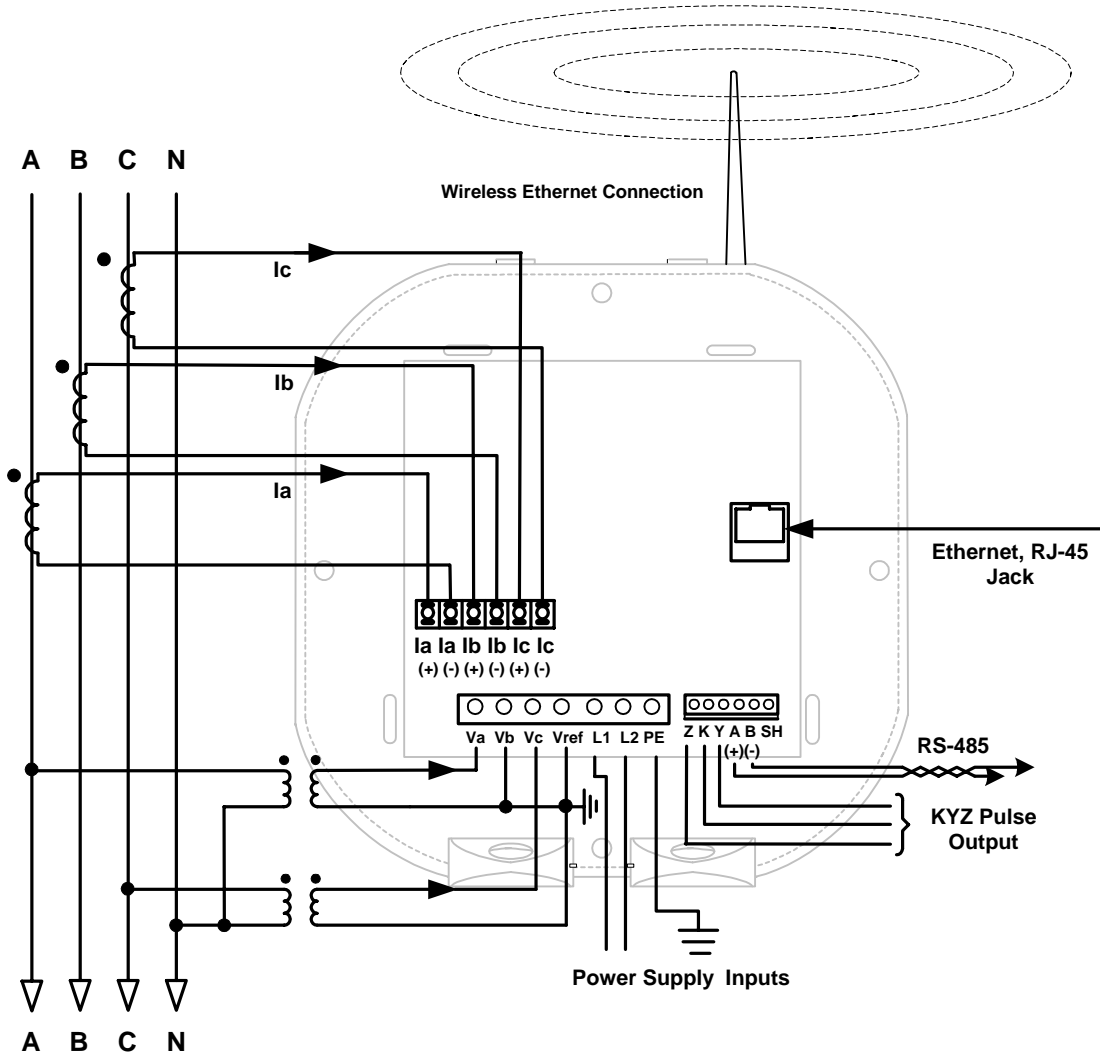 A B C N
Wireless Ethernet Connection
Ic
Ib
Ia
Ethernet, RJ-45
Jack
Ia Ia Ib Ib Ic Ic
(+) (-) (+) (-) (+) (-)
Va Vb Vc Vref L1 L2 PE
Z K Y A B SH
(+)(-)
RS-485
KYZ Pulse
Output
Power Supply Inputs
A B C N